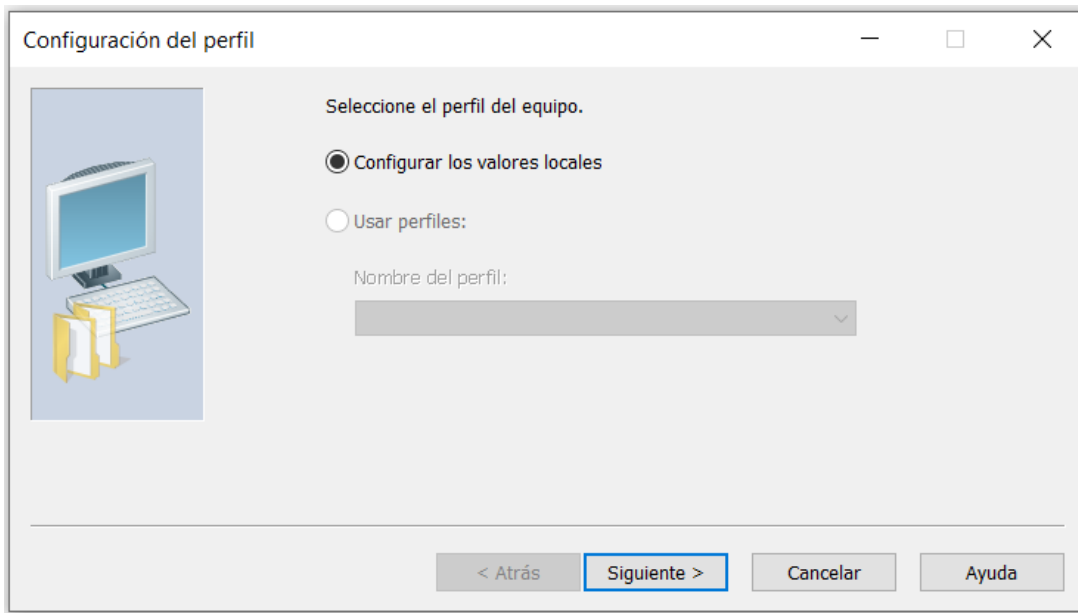 Configuración del perfil
Seleccione el perfil del equipo.
Configurar los valores locales
Usar perfiles:
Nombre del perfil:
< Atrás Siguiente > Cancelar Ayuda